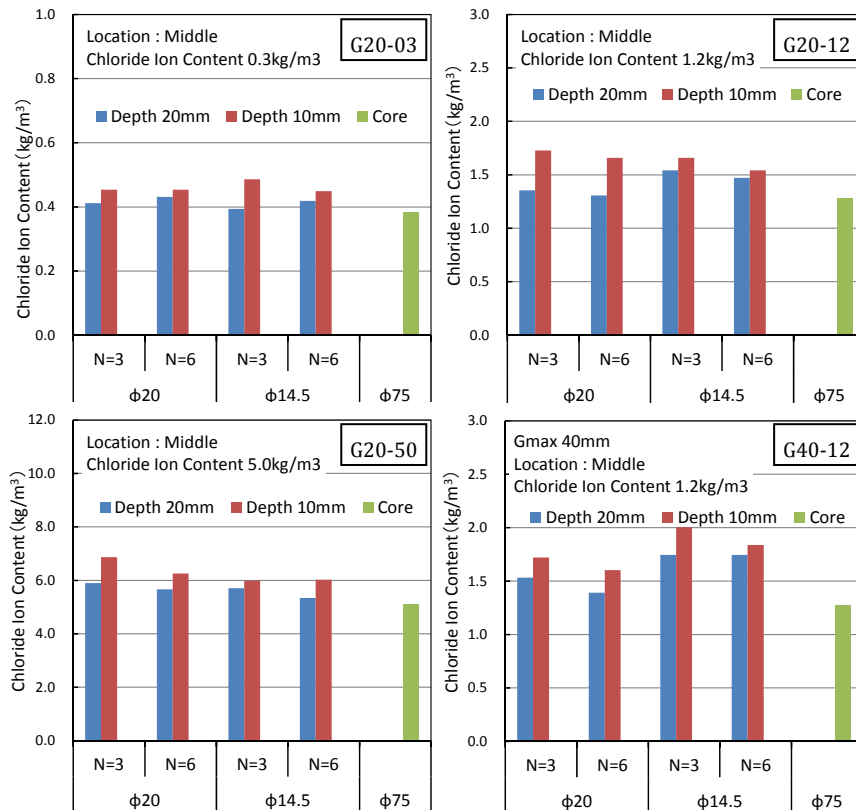 Location : Middle
Chloride Ion Content 0.3kg/m3
G20-03
Depth 20mm Depth 10mm Core
Chloride Ion Content (kg/m³)
1.0
0.8
0.6
0.4
0.2
0.0
N=3 N=6 N=3 N=6
φ20 φ14.5 φ75
Location : Middle
Chloride Ion Content 1.2kg/m3
G20-12
Depth 20mm Depth 10mm Core
Chloride Ion Content (kg/m³)
3.0
2.5
2.0
1.5
1.0
0.5
0.0
N=3 N=6 N=3 N=6
φ20 φ14.5 φ75
Location : Middle
Chloride Ion Content 5.0kg/m3
G20-50
Depth 20mm Depth 10mm Core
Chloride Ion Content (kg/m³)
12.0
10.0
8.0
6.0
4.0
2.0
0.0
N=3 N=6 N=3 N=6
φ20 φ14.5 φ75
Gmax 40mm
Location : Middle
Chloride Ion Content 1.2kg/m3
G40-12
Depth 20mm Depth 10mm Core
Chloride Ion Content (kg/m³)
3.0
2.5
2.0
1.5
1.0
0.5
0.0
N=3 N=6 N=3 N=6
φ20 φ14.5 φ75